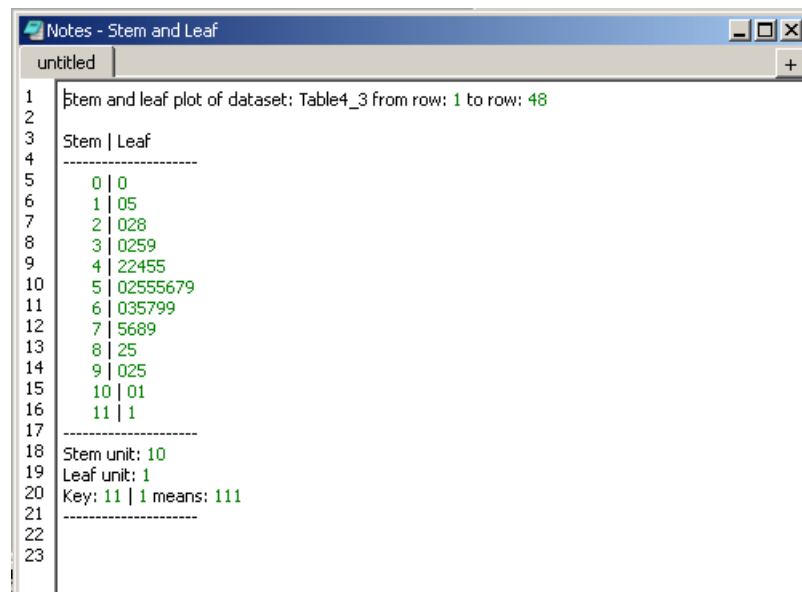 Notes - Stem and Leaf
untitled
+
1 Stem and leaf plot of dataset: Table4_3 from row: 1 to row: 48
2
3 Stem | Leaf
4 ---------------------
5 0 | 0
6 1 | 05
7 2 | 028
8 3 | 0259
9 4 | 22455
10 5 | 02555679
11 6 | 035799
12 7 | 5689
13 8 | 25
14 9 | 025
15 10 | 01
16 11 | 1
17 ---------------------
18 Stem unit: 10
19 Leaf unit: 1
20 Key: 11 | 1 means: 111
21 ---------------------
22
23